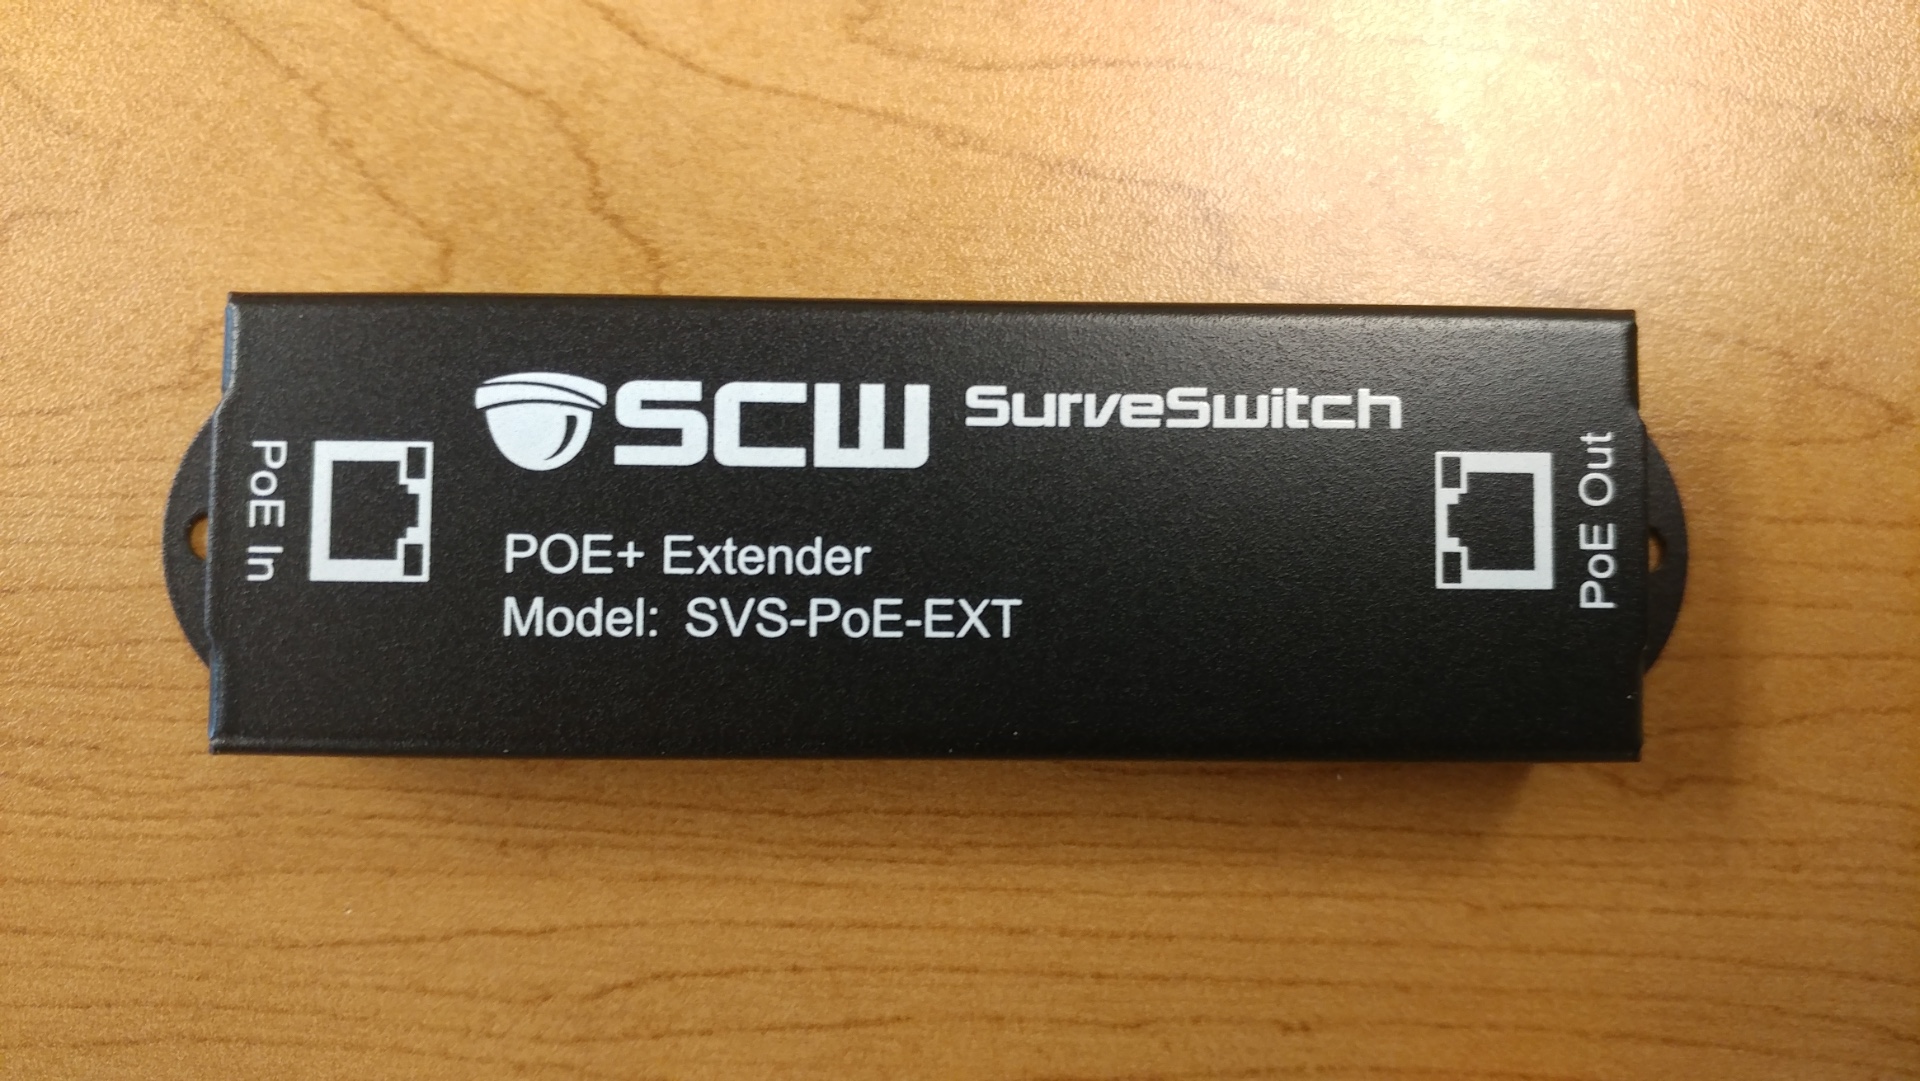 SCW SurveSwitch
PoE In
POE+ Extender
Model: SVS-PoE-EXT
PoE Out